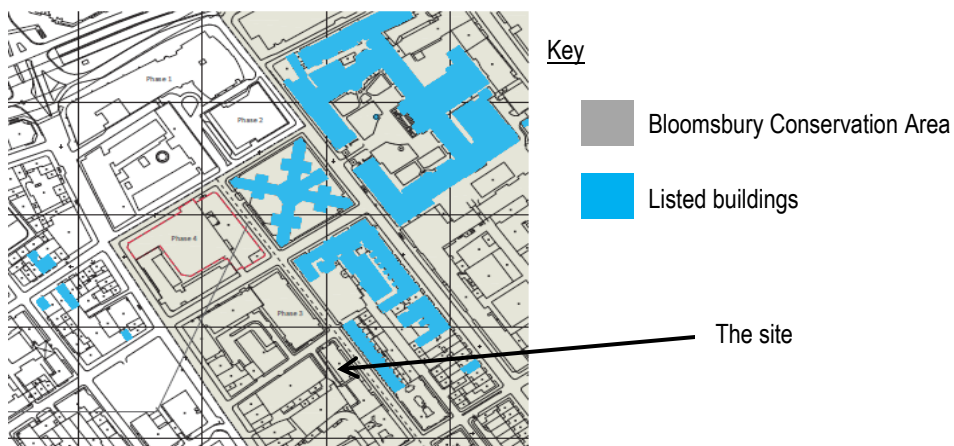 Phase 1
Phase 2
Phase 4
Phase 3
Key
Bloomsbury Conservation Area
Listed buildings
The site